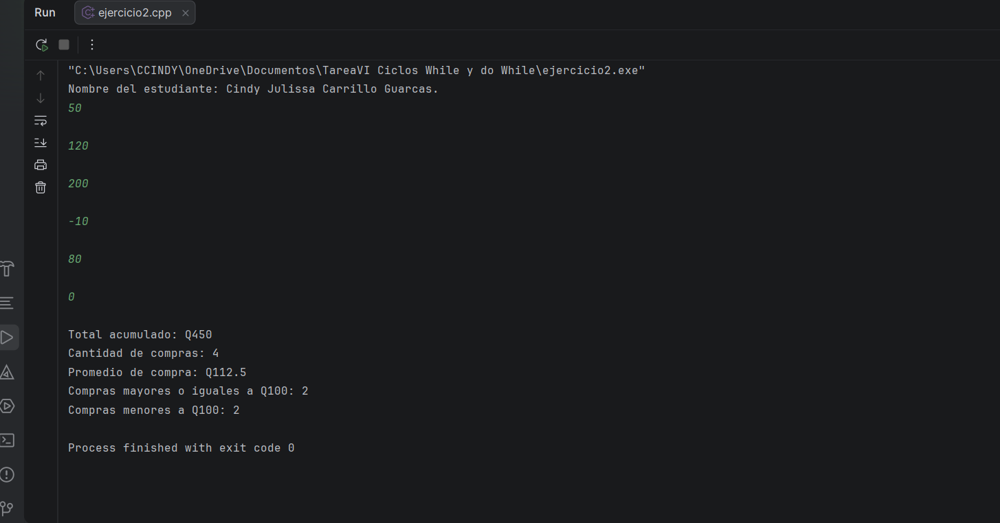 Run
ejercicio2.cpp
"C:\Users\CCINDY\OneDrive\Documentos\TareaVI Ciclos While y do While\ejercicio2.exe"
Nombre del estudiante: Cindy Julissa Carrillo Guarcas.
50
120
200
-10
80
0
Total acumulado: Q450
Cantidad de compras: 4
Promedio de compra: Q112.5
Compras mayores o iguales a Q100: 2
Compras menores a Q100: 2
Process finished with exit code 0